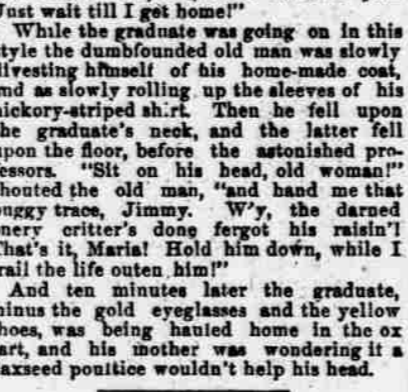 Just wait till I get home!"
While the graduate was going on in this
style the dumbfounded old man was slowly
divesting himself of his home-made coat,
and as slowly rolling up the sleeves of his
hickory-striped shirt. Then he fell upon
the graduate's neck, and the latter fell
upon the floor, before the astonished pro-
fessors. "Sit on his head, old woman!"
shouted the old man, "and hand me that
buggy trace, Jimmy. W'y, the darned
onery critter's done fergot his raisin'!
That's it, Maria! Hold him down, while I
frail the life outen him!"
And ten minutes later the graduate,
minus the gold eyeglasses and the yellow
shoes, was being hauled home in the ox
cart, and his mother was wondering it a
flaxseed poultice wouldn't help his head.